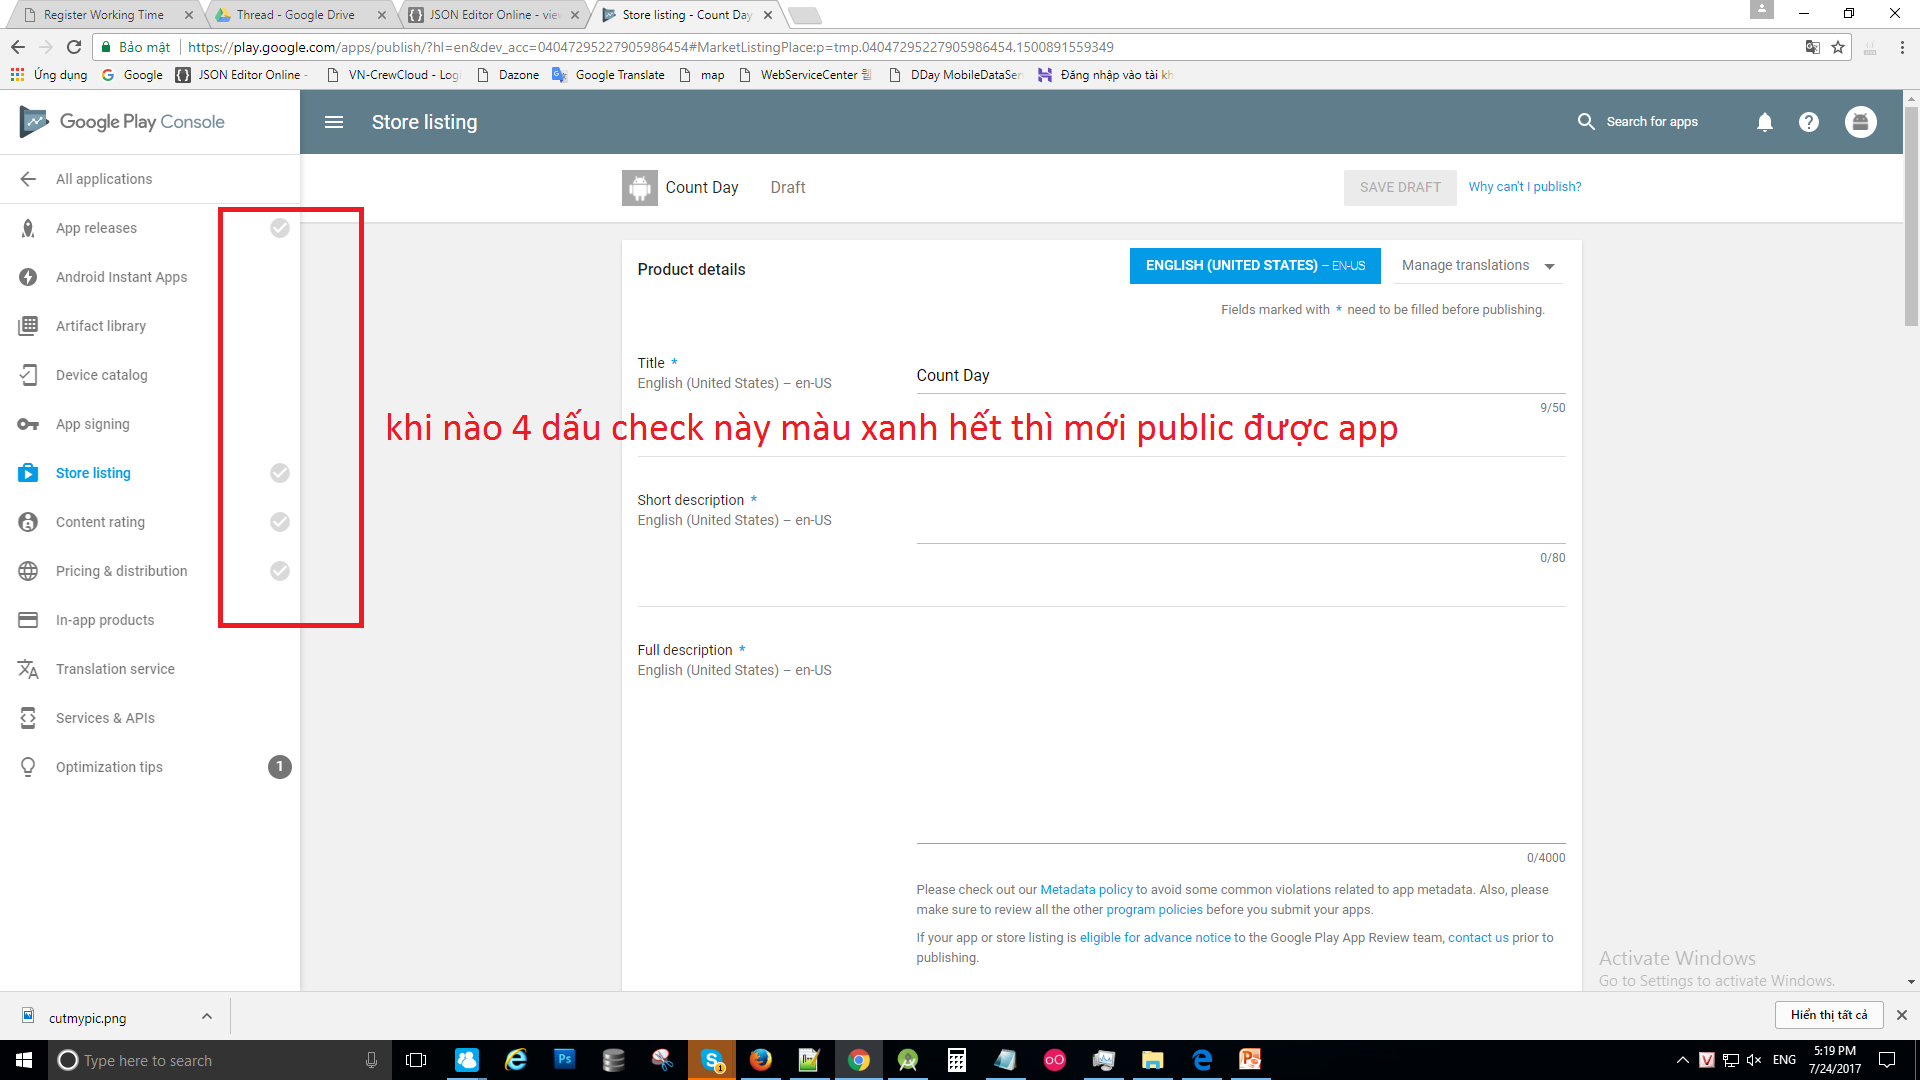 Register Working Time
Thread - Google Drive
JSON Editor Online - vie
Store listing - Count Day
Bảo mật
https://play.google.com/apps/publish/?hl=en&dev_acc=04047295227905986454#MarketListingPlace:p=tmp.04047295227905986454.1500891559349
Ứng dụng
Google
JSON Editor Online -
VN-CrewCloud - Log
Dazone
Google Translate
map
WebServiceCenter
DDay MobileDataSer
Đăng nhập vào tài kh
Google Play Console
Store listing
Search for apps
All applications
Count Day
Draft
SAVE DRAFT
Why can't I publish?
App releases
Android Instant Apps
Artifact library
Device catalog
App signing
Store listing
Content rating
Pricing & distribution
In-app products
Translation service
Services & APIs
Optimization tips
1
Product details
ENGLISH (UNITED STATES) – EN-US
Manage translations
Fields marked with * need to be filled before publishing.
Title *
English (United States) – en-US
Count Day
9/50
khi nào 4 dấu check này màu xanh hết thì mới public được app
Short description *
English (United States) – en-US
0/80
Full description *
English (United States) – en-US
0/4000
Please check out our Metadata policy to avoid some common violations related to app metadata. Also, please
make sure to review all the other program policies before you submit your apps.
If your app or store listing is eligible for advance notice to the Google Play App Review team, contact us prior to
publishing.
Activate Windows
Go to Settings to activate Windows.
cutmypic.png
Hiển thị tất cả
Type here to search
ENG
5:19 PM
7/24/2017